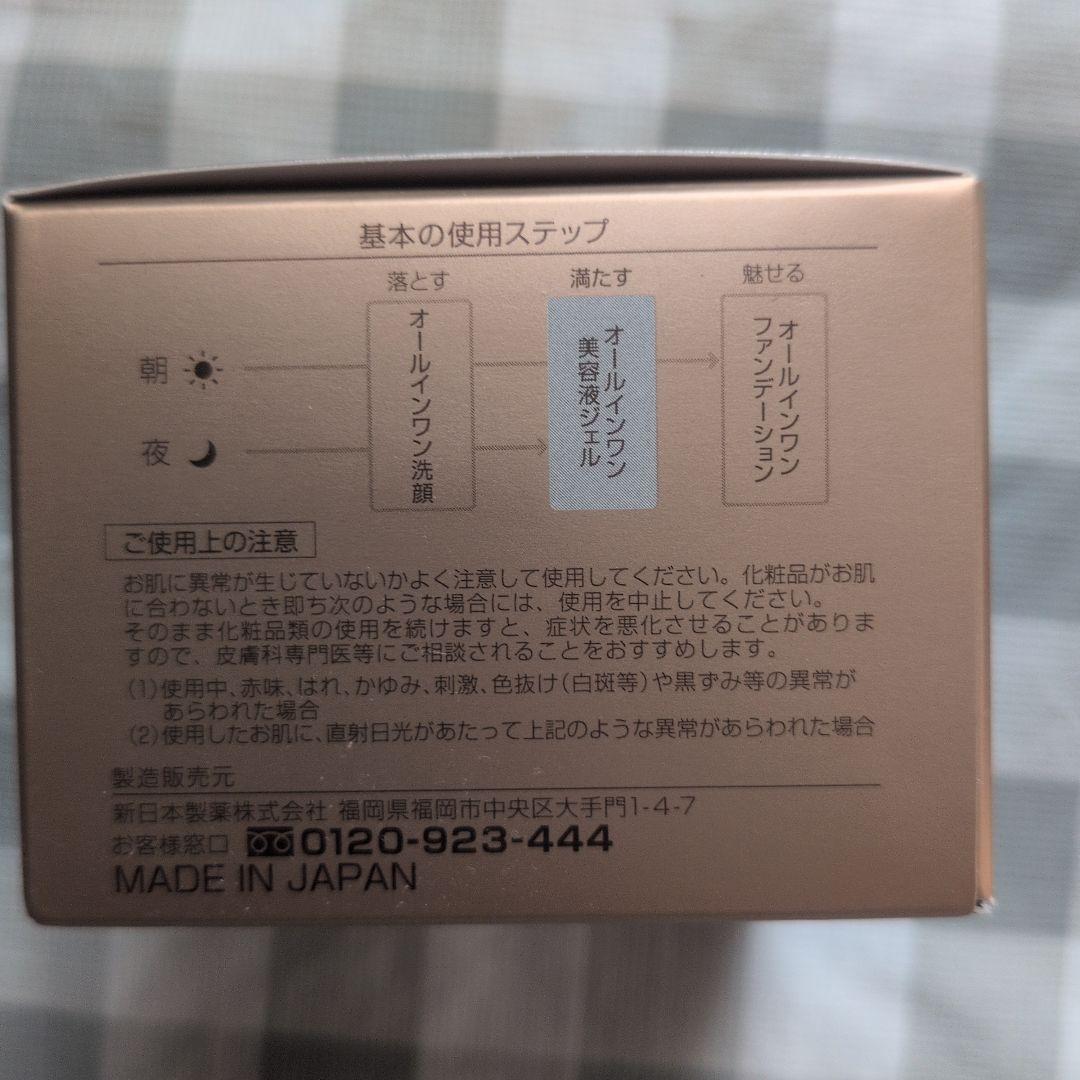 基本の使用ステップ
落とす
満たす
魅せる
朝
夜
オールインワン洗顔
オールインワン
美容液ジェル
オールインワン
ファンデーション
ご使用上の注意
お肌に異常が生じていないかよく注意して使用してください。化粧品がお肌
に合わないとき即ち次のような場合には、使用を中止してください。
そのまま化粧品類の使用を続けますと、症状を悪化させることがありま
すので、皮膚科専門医等にご相談されることをおすすめします。
(1)使用中、赤味、はれ、かゆみ、刺激、色抜け(白斑等)や黒ずみ等の異常が
あらわれた場合
(2)使用したお肌に、直射日光があたって上記のような異常があらわれた場合
製造販売元
新日本製薬株式会社 福岡県福岡市中央区大手門1-4-7
お客様窓口 0120-923-444
MADE IN JAPAN